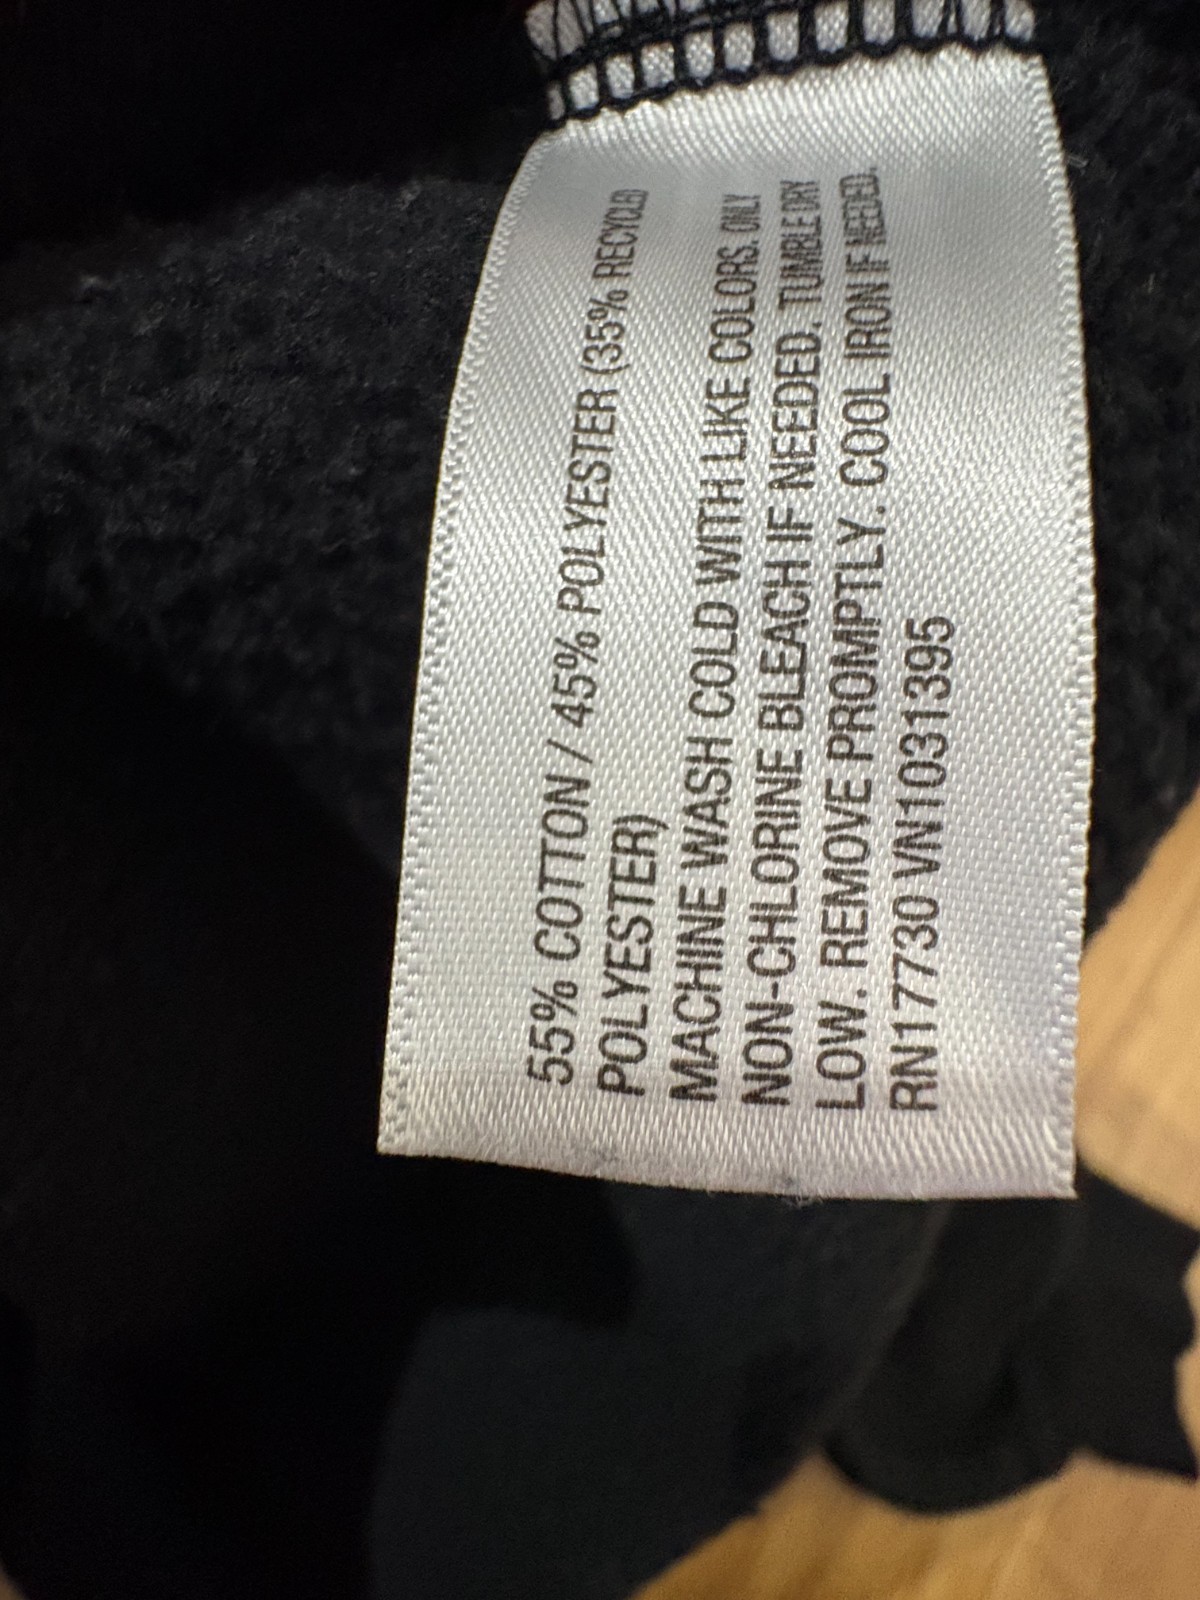 55% COTTON / 45% POLYESTER (35% RECYCLED
POLYESTER)
MACHINE WASH COLD WITH LIKE COLORS. ONLY
NON-CHLORINE BLEACH IF NEEDED. TUMBLE DRY
LOW. REMOVE PROMPTLY. COOL IRON IF NEEDED.
RN17730 VN1031395